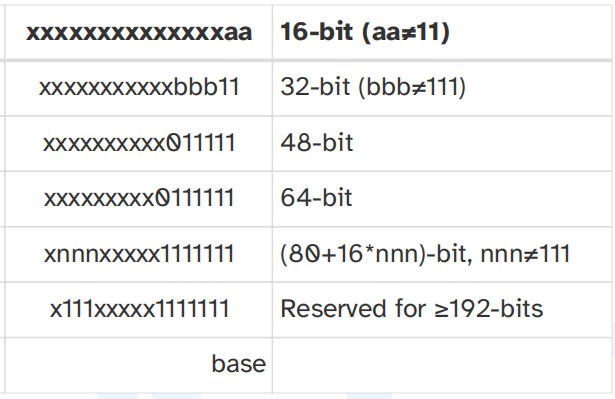 xxxxxxxxxxxxxxaa 16-bit (aa≠11)
xxxxxxxxxxxbbb11 32-bit (bbb≠111)
xxxxxxxxxx011111 48-bit
xxxxxxxxx0111111 64-bit
xnnnxxxxx1111111 (80+16*nnn)-bit, nnn≠111
x111xxxxx1111111 Reserved for ≥192-bits
base